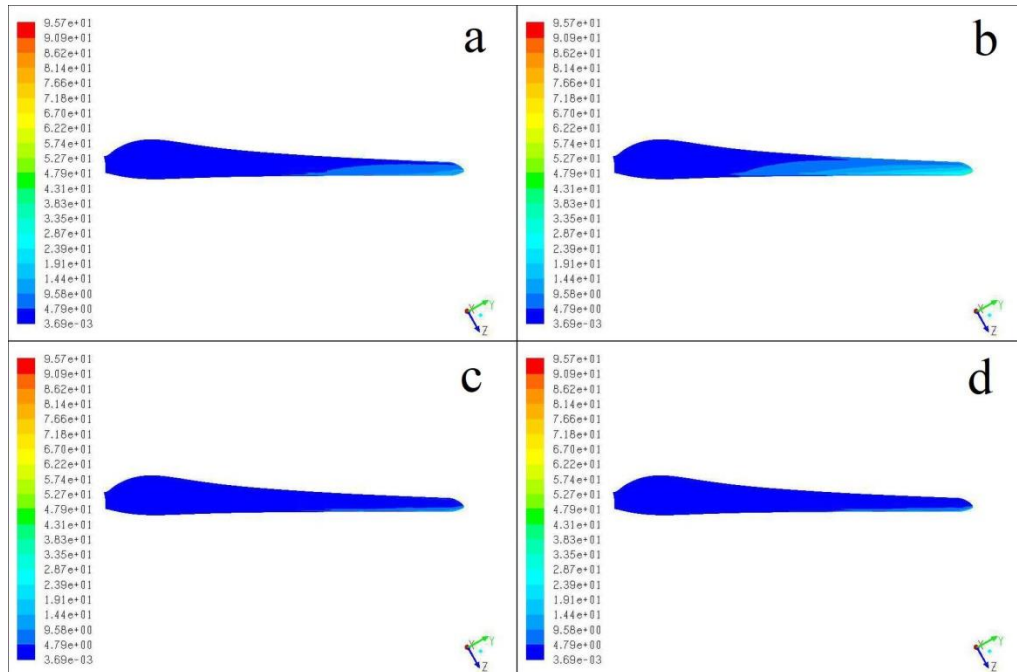 a
9.57e+01
9.09e+01
8.62e+01
8.14e+01
7.66e+01
7.18e+01
6.70e+01
6.22e+01
5.74e+01
5.27e+01
4.79e+01
4.31e+01
3.83e+01
3.35e+01
2.87e+01
2.39e+01
1.91e+01
1.44e+01
9.58e+00
4.79e+00
3.69e-03
X
Y
Z
b
9.57e+01
9.09e+01
8.62e+01
8.14e+01
7.66e+01
7.18e+01
6.70e+01
6.22e+01
5.74e+01
5.27e+01
4.79e+01
4.31e+01
3.83e+01
3.35e+01
2.87e+01
2.39e+01
1.91e+01
1.44e+01
9.58e+00
4.79e+00
3.69e-03
X
Y
Z
c
9.57e+01
9.09e+01
8.62e+01
8.14e+01
7.66e+01
7.18e+01
6.70e+01
6.22e+01
5.74e+01
5.27e+01
4.79e+01
4.31e+01
3.83e+01
3.35e+01
2.87e+01
2.39e+01
1.91e+01
1.44e+01
9.58e+00
4.79e+00
3.69e-03
X
Y
Z
d
9.57e+01
9.09e+01
8.62e+01
8.14e+01
7.66e+01
7.18e+01
6.70e+01
6.22e+01
5.74e+01
5.27e+01
4.79e+01
4.31e+01
3.83e+01
3.35e+01
2.87e+01
2.39e+01
1.91e+01
1.44e+01
9.58e+00
4.79e+00
3.69e-03
X
Y
Z